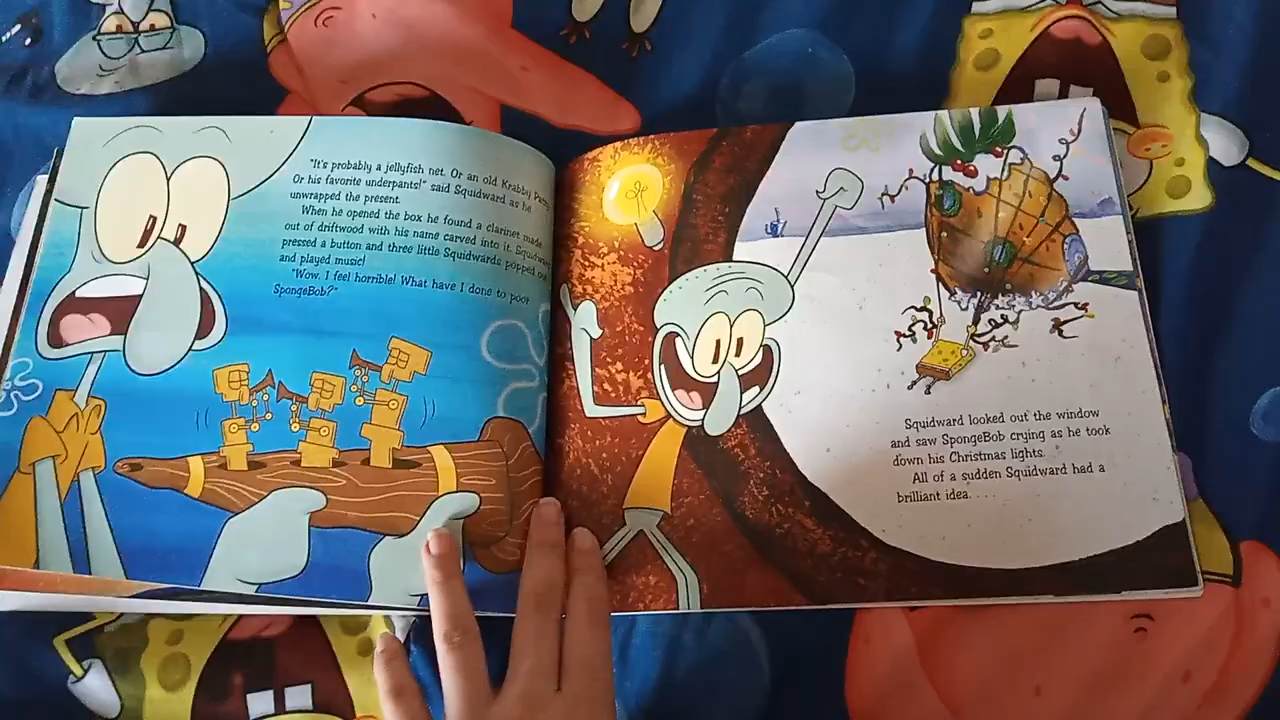 "It's probably a jellyfish net. Or an old Krabby Patty.
Or his favorite underpants!" said Squidward as he
unwrapped the present.
When he opened the box he found a clarinet made
out of driftwood with his name carved into it. Squidward
pressed a button and three little Squidwards popped out
and played music!
"Wow. I feel horrible! What have I done to poor
SpongeBob?"
Squidward looked out the window
and saw SpongeBob crying as he took
down his Christmas lights.
All of a sudden Squidward had a
brilliant idea. . . .